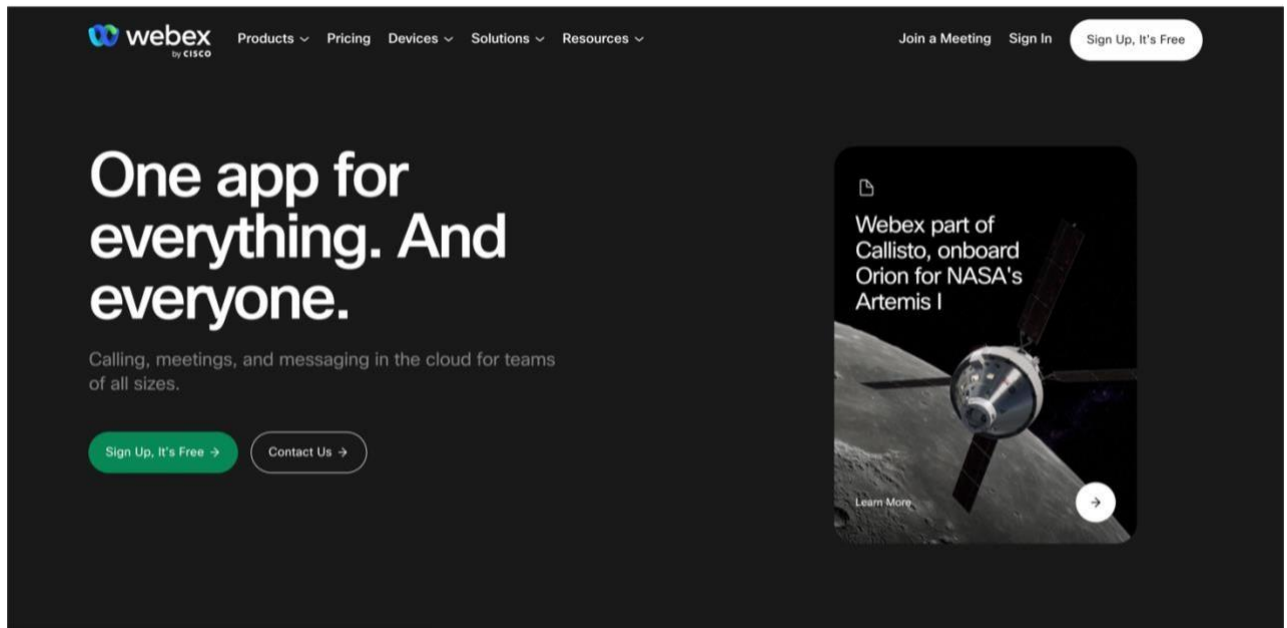 webex
by CISCO
Products
Pricing
Devices
Solutions
Resources
Join a Meeting
Sign In
Sign Up, It's Free
One app for
everything. And
everyone.
Calling, meetings, and messaging in the cloud for teams
of all sizes.
Sign Up, It's Free →
Contact Us →
Webex part of
Callisto, onboard
Orion for NASA's
Artemis I
Learn More